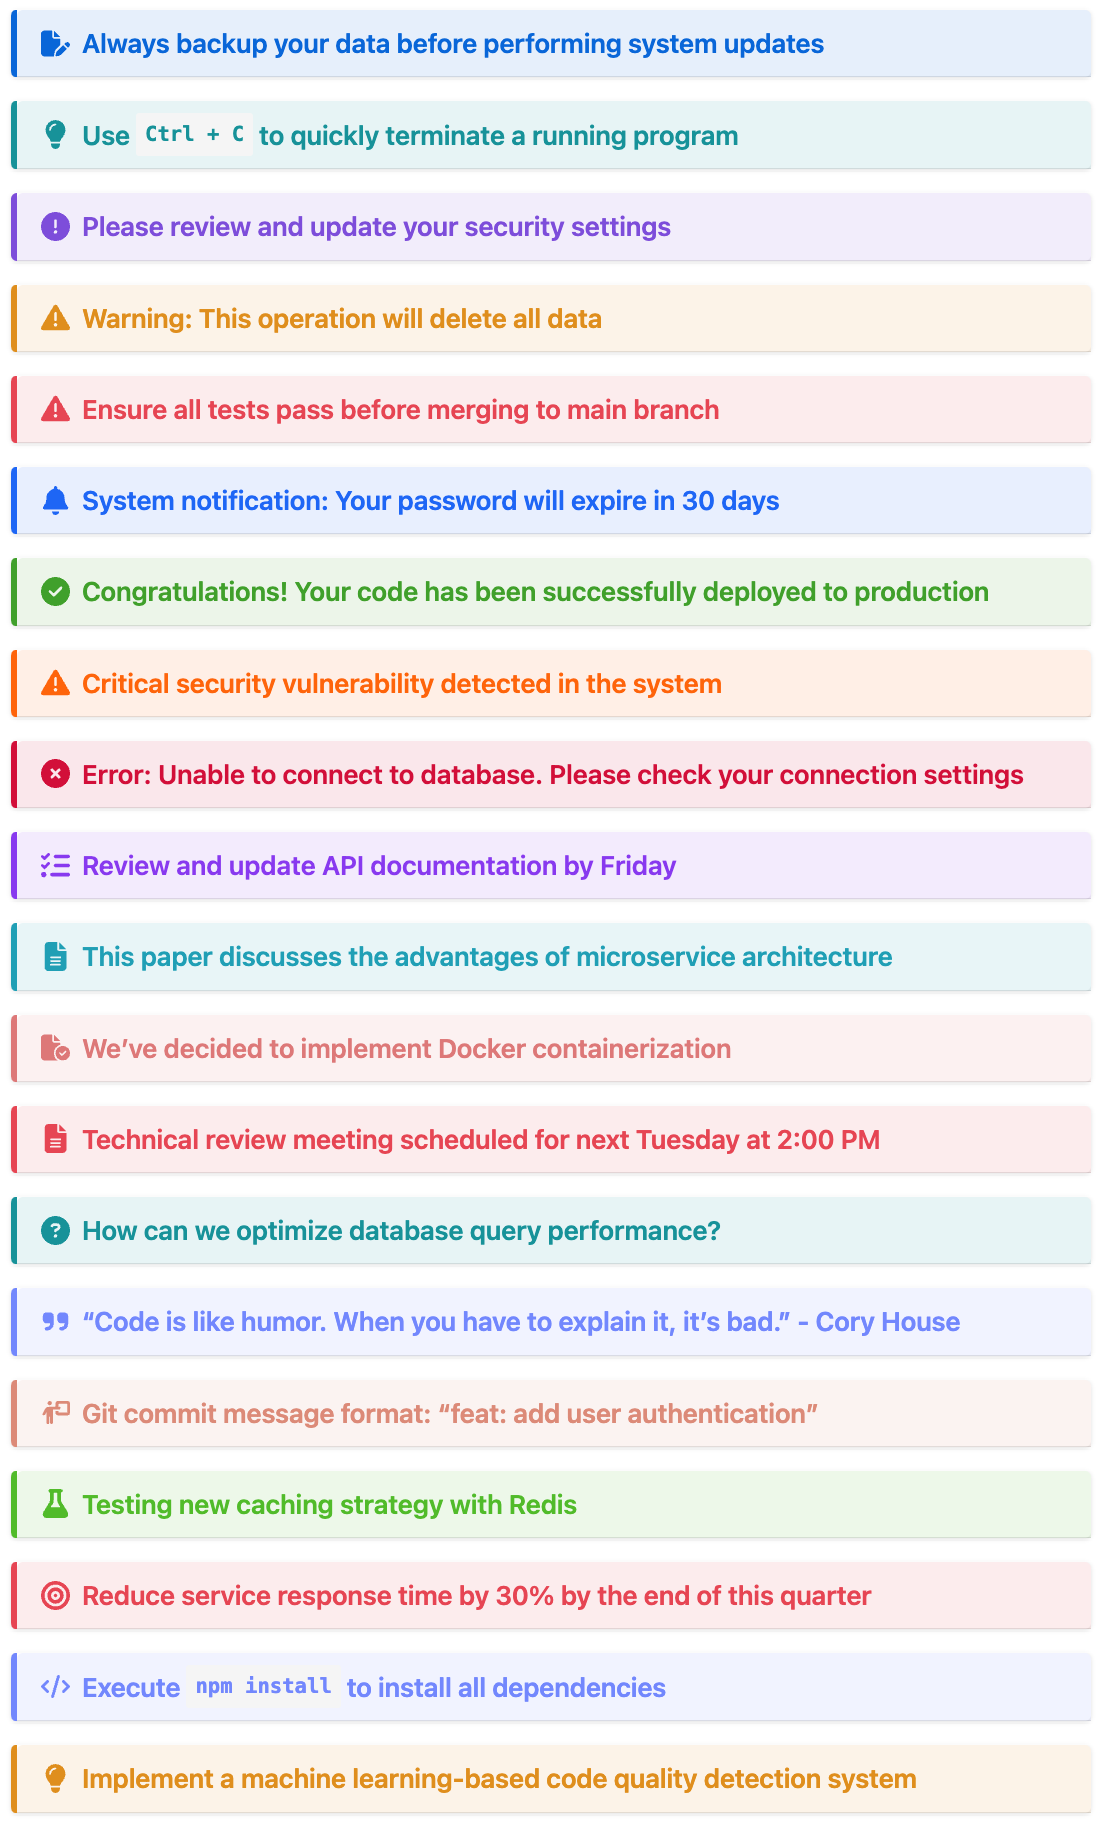 Always backup your data before performing system updates
Use Ctrl + C to quickly terminate a running program
Please review and update your security settings
Warning: This operation will delete all data
Ensure all tests pass before merging to main branch
System notification: Your password will expire in 30 days
Congratulations! Your code has been successfully deployed to production
Critical security vulnerability detected in the system
Error: Unable to connect to database. Please check your connection settings
Review and update API documentation by Friday
This paper discusses the advantages of microservice architecture
We’ve decided to implement Docker containerization
Technical review meeting scheduled for next Tuesday at 2:00 PM
How can we optimize database query performance?
“Code is like humor. When you have to explain it, it’s bad.” - Cory House
Git commit message format: “feat: add user authentication”
Testing new caching strategy with Redis
Reduce service response time by 30% by the end of this quarter
Execute npm install to install all dependencies
Implement a machine learning-based code quality detection system